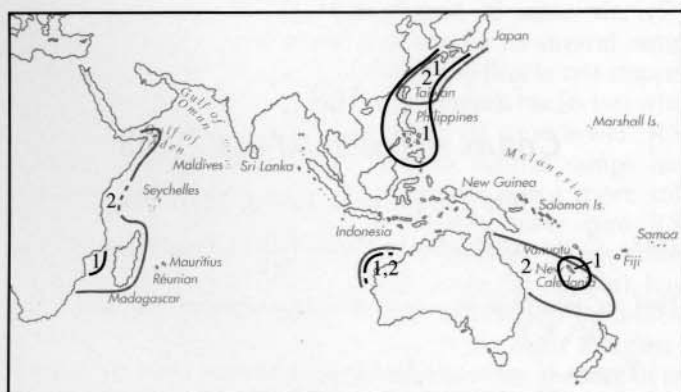 Japan
2
1
Taiwan
Philippines
1
Gulf of
Oman
Gulf of
Aden
Marshall Is.
Melanesia
Maldives
Sri Lanka
2
Seychelles
New Guinea
Solomon Is.
Indonesia
Samoa
1
Mauritius
Réunion
Madagascar
1,2
Vanuatu
2
New
Caledonia
1
Fiji